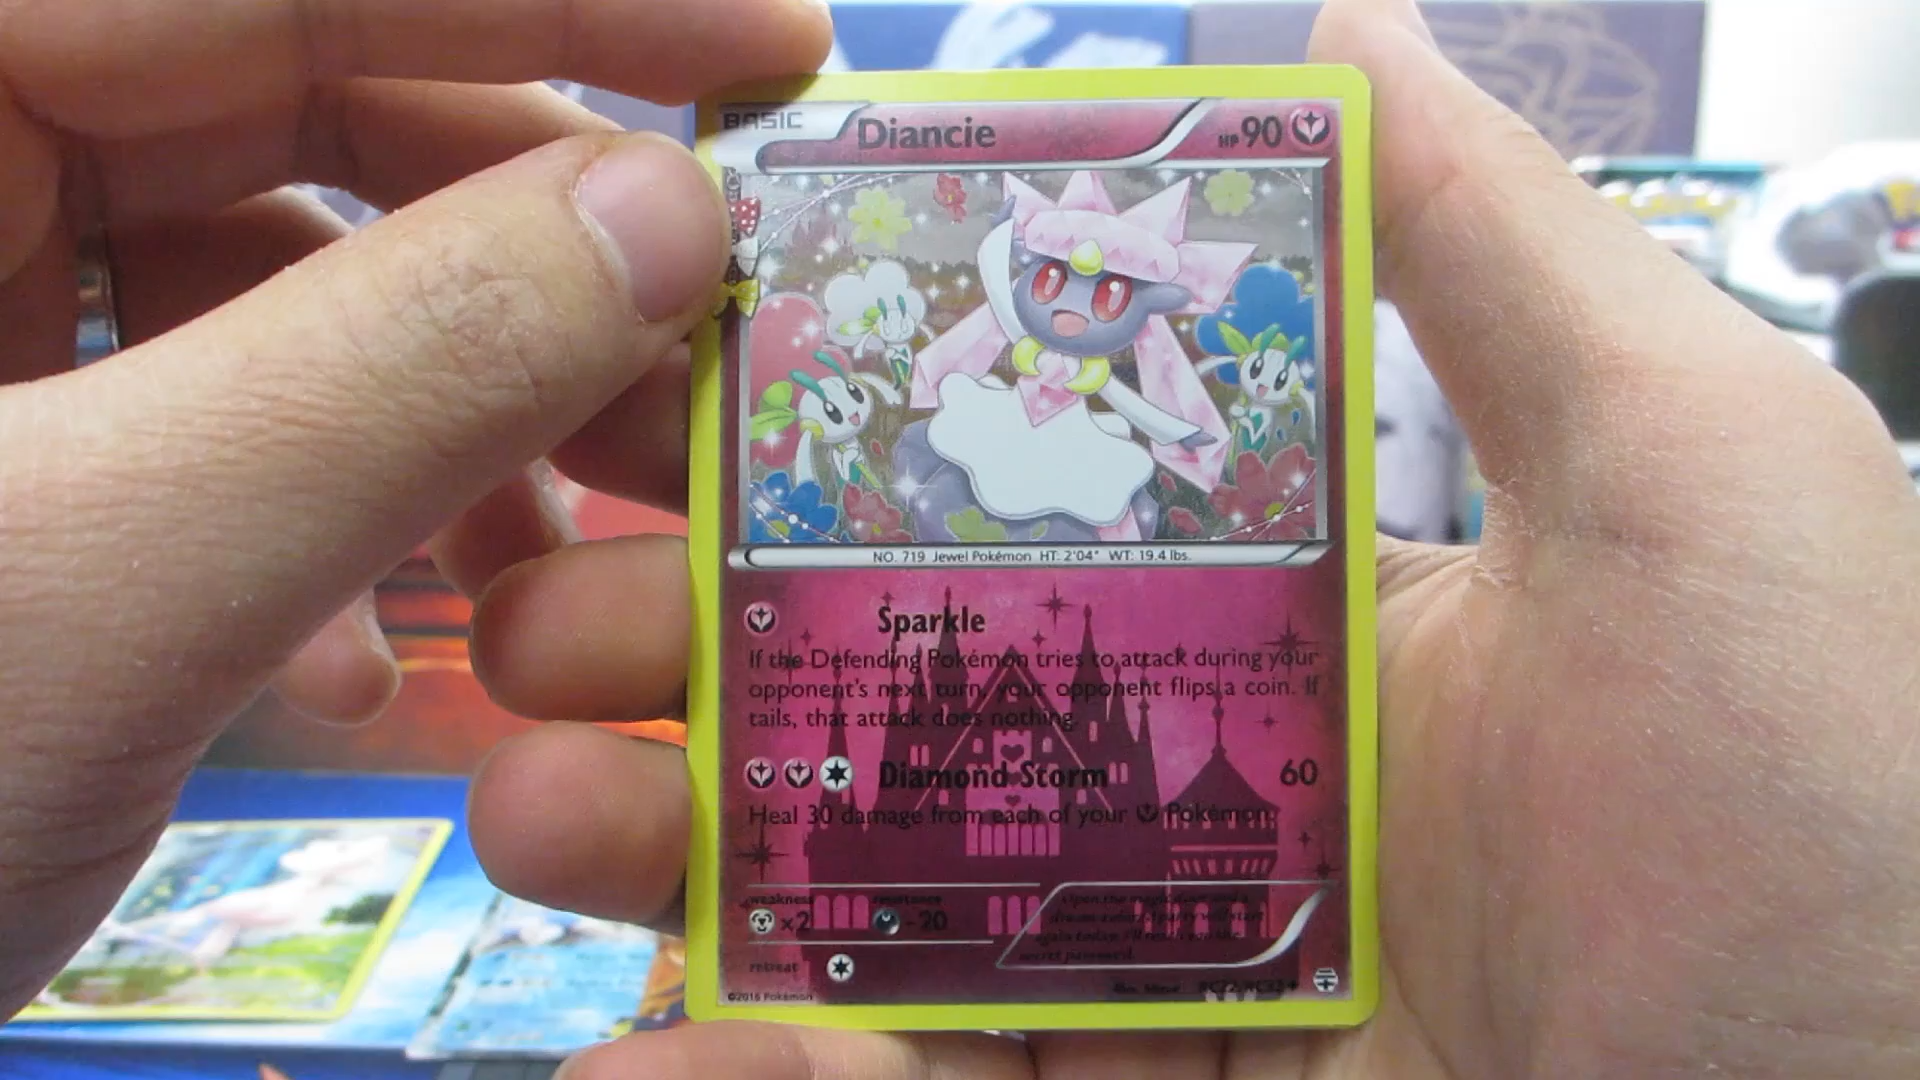 BASIC Diancie HP90
NO. 719 Jewel Pokémon HT: 2'04" WT: 19.4 lbs.
Sparkle
If the Defending Pokémon tries to attack during your
opponent's next turn, your opponent flips a coin. If
tails, that attack does nothing.
Diamond Storm 60
Heal 30 damage from each of your Pokémon.
weakness resistance
×2 -20
retreat
©2016 Pokémon